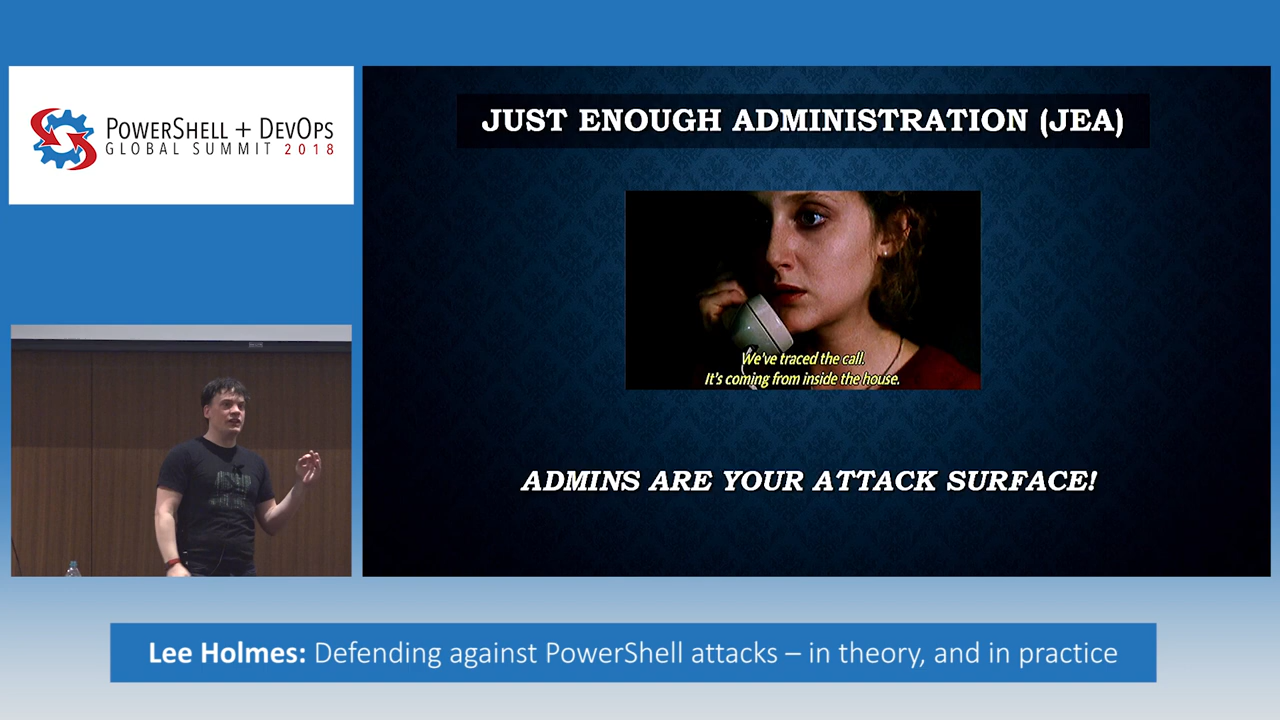 POWERSHELL + DEVOPS
GLOBAL SUMMIT 2018
JUST ENOUGH ADMINISTRATION (JEA)
We've traced the call.
It's coming from inside the house.
ADMINS ARE YOUR ATTACK SURFACE!
Lee Holmes: Defending against PowerShell attacks – in theory, and in practice